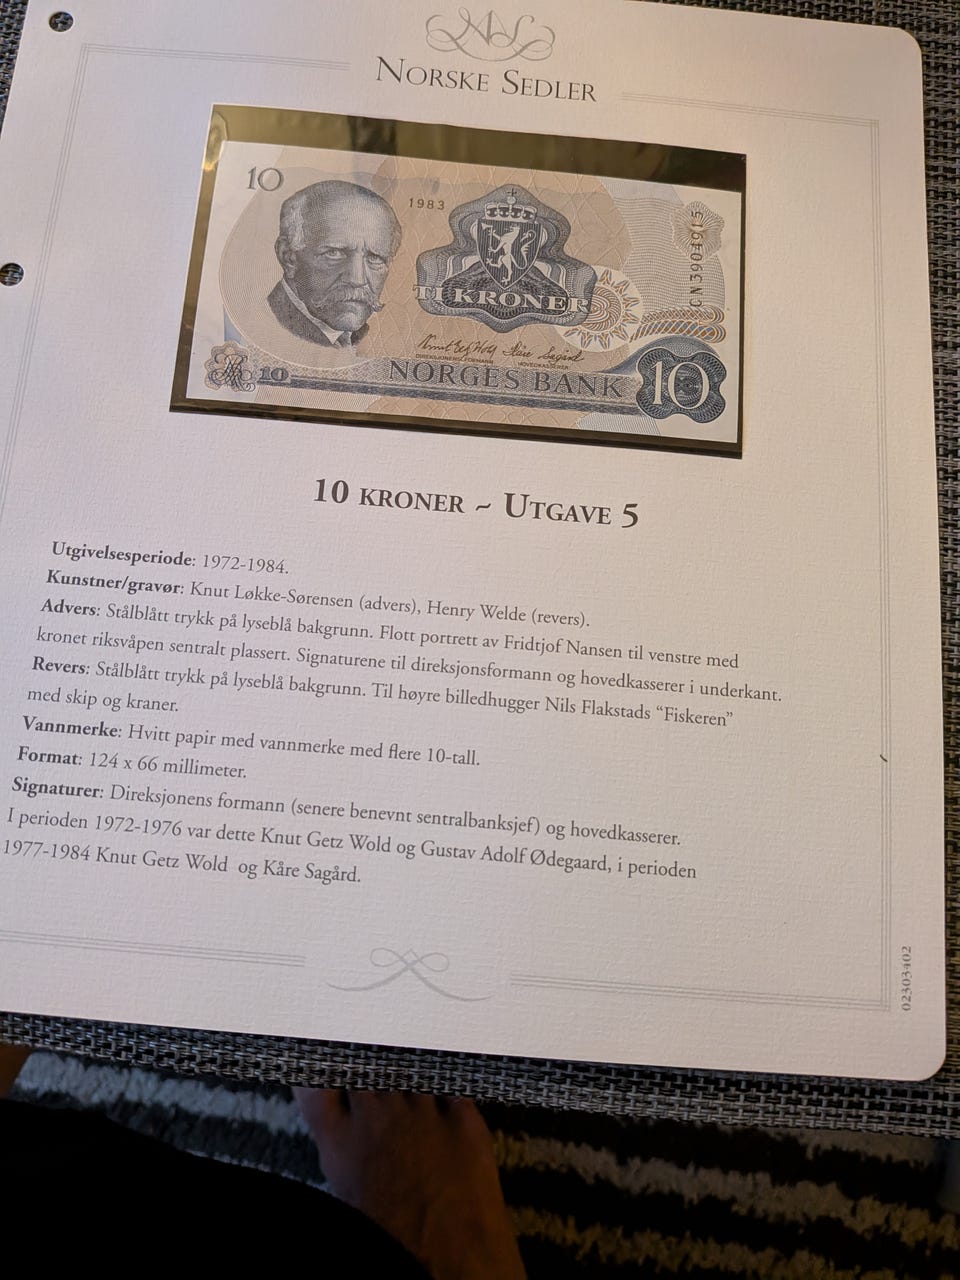 NS
NORSKE SEDLER
10
1983
TI KRONER
CN3904915
DIREKSJONENS FORMANN
HOVEDKASSERER
10
NORGES BANK
10
10 KRONER ~ UTGAVE 5
Utgivelsesperiode: 1972-1984.
Kunstner/gravør: Knut Løkke-Sørensen (advers), Henry Welde (revers).
Advers: Stålblått trykk på lyseblå bakgrunn. Flott portrett av Fridtjof Nansen til venstre med
kronet riksvåpen sentralt plassert. Signaturene til direksjonsformann og hovedkasserer i underkant.
Revers: Stålblått trykk på lyseblå bakgrunn. Til høyre billedhugger Nils Flakstads “Fiskeren”
med skip og kraner.
Vannmerke: Hvitt papir med vannmerke med flere 10-tall.
Format: 124 x 66 millimeter.
Signaturer: Direksjonens formann (senere benevnt sentralbanksjef) og hovedkasserer.
I perioden 1972-1976 var dette Knut Getz Wold og Gustav Adolf Ødegaard, i perioden
1977-1984 Knut Getz Wold og Kåre Sagård.
02303402